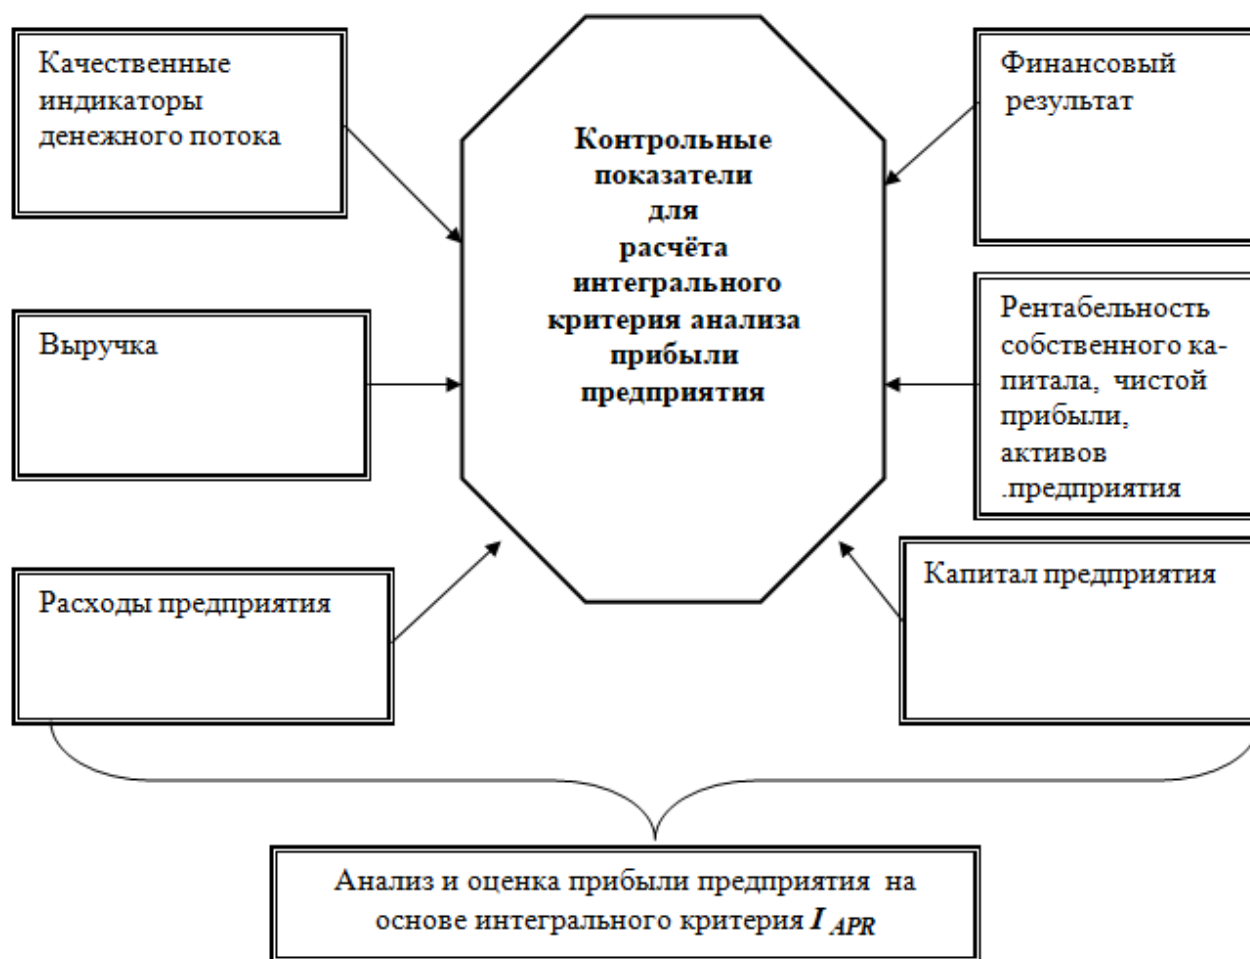 Качественные
индикаторы
денежного потока
Выручка
Расходы предприятия
Контрольные
показатели
для
расчёта
интегрального
критерия анализа
прибыли
предприятия
Финансовый
результат
Рентабельность
собственного ка-
питала, чистой
прибыли,
активов
.предприятия
Капитал предприятия
Анализ и оценка прибыли предприятия на
основе интегрального критерия I APR